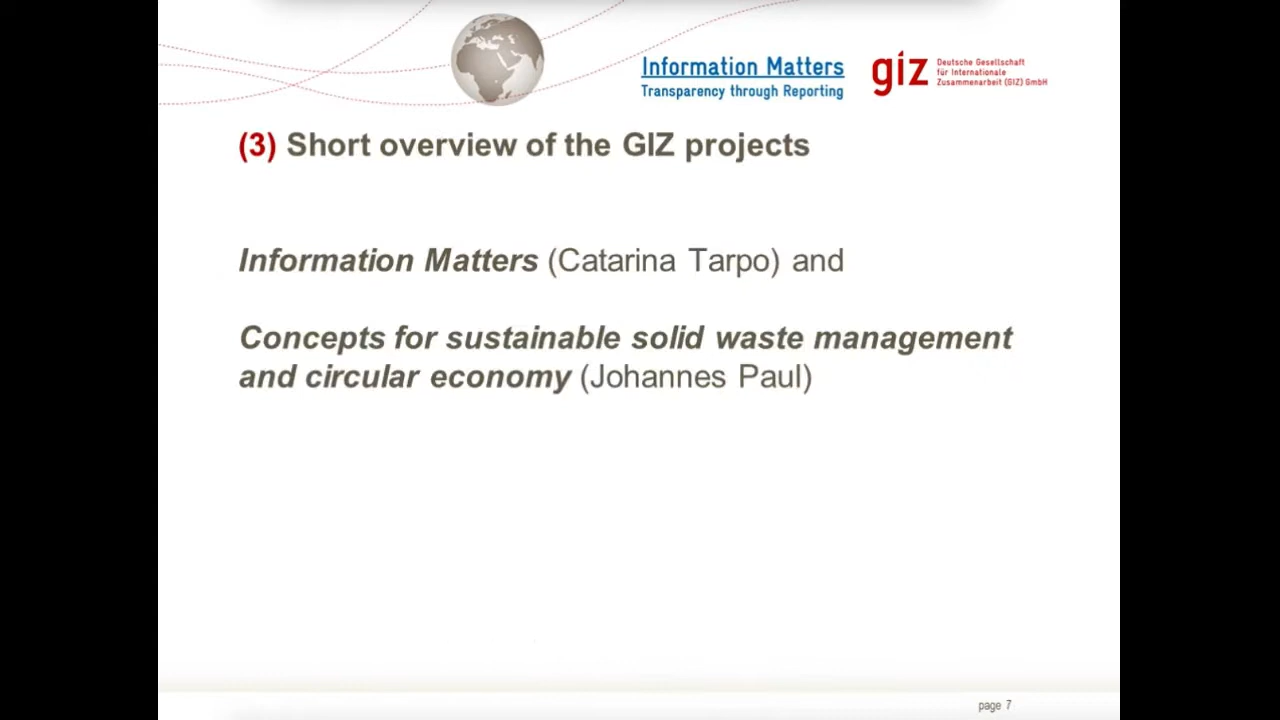 Information Matters
Transparency through Reporting
giz
Deutsche Gesellschaft
für Internationale
Zusammenarbeit (GIZ) GmbH
(3) Short overview of the GIZ projects
Information Matters (Catarina Tarpo) and
Concepts for sustainable solid waste management
and circular economy (Johannes Paul)
page 7